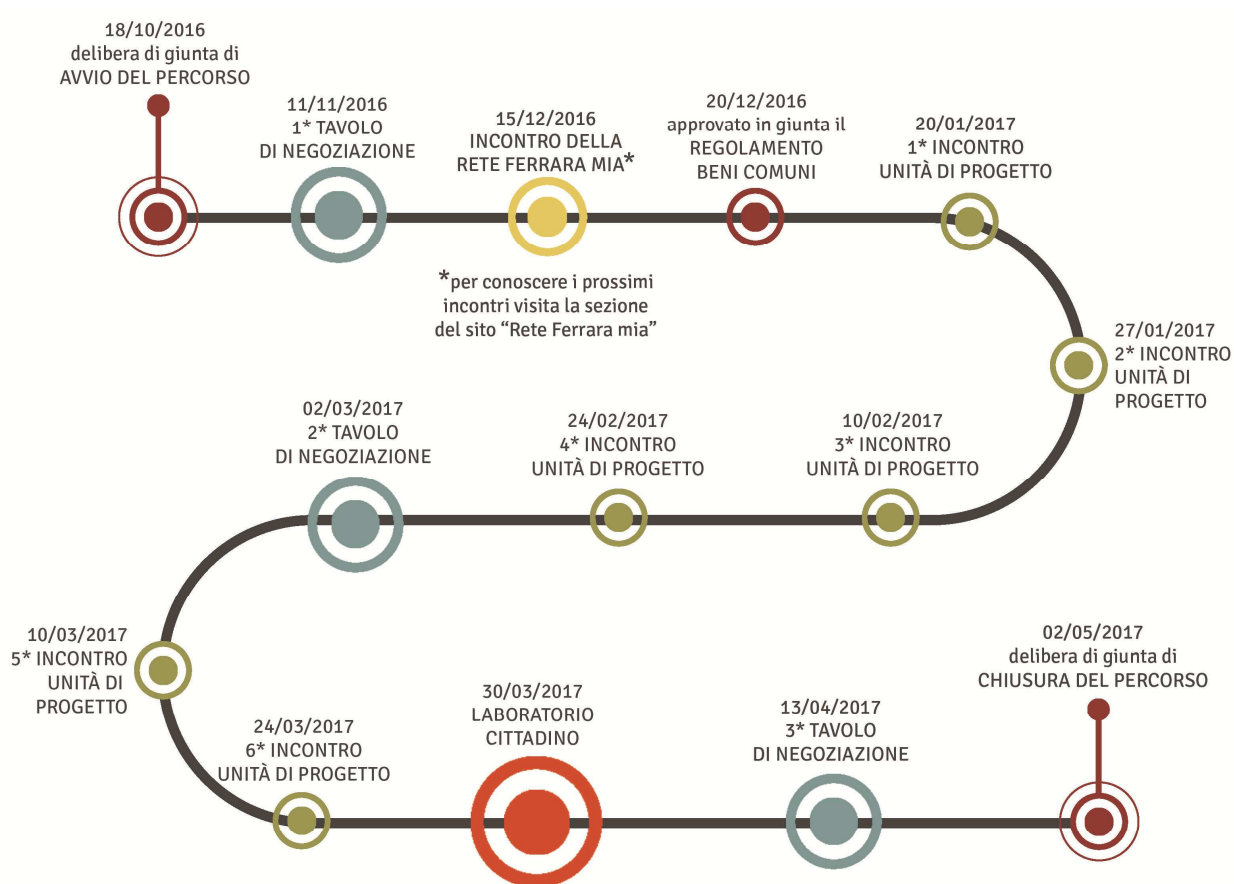 18/10/2016
delibera di giunta di
AVVIO DEL PERCORSO
11/11/2016
1* TAVOLO
DI NEGOZIAZIONE
15/12/2016
INCONTRO DELLA
RETE FERRARA MIA*
*per conoscere i prossimi
incontri visita la sezione
del sito “Rete Ferrara mia”
20/12/2016
approvato in giunta il
REGOLAMENTO
BENI COMUNI
20/01/2017
1* INCONTRO
UNITÀ DI PROGETTO
27/01/2017
2* INCONTRO
UNITÀ DI
PROGETTO
10/02/2017
3* INCONTRO
UNITÀ DI PROGETTO
24/02/2017
4* INCONTRO
UNITÀ DI PROGETTO
02/03/2017
2* TAVOLO
DI NEGOZIAZIONE
10/03/2017
5* INCONTRO
UNITÀ DI
PROGETTO
24/03/2017
6* INCONTRO
UNITÀ DI PROGETTO
30/03/2017
LABORATORIO
CITTADINO
13/04/2017
3* TAVOLO
DI NEGOZIAZIONE
02/05/2017
delibera di giunta di
CHIUSURA DEL PERCORSO